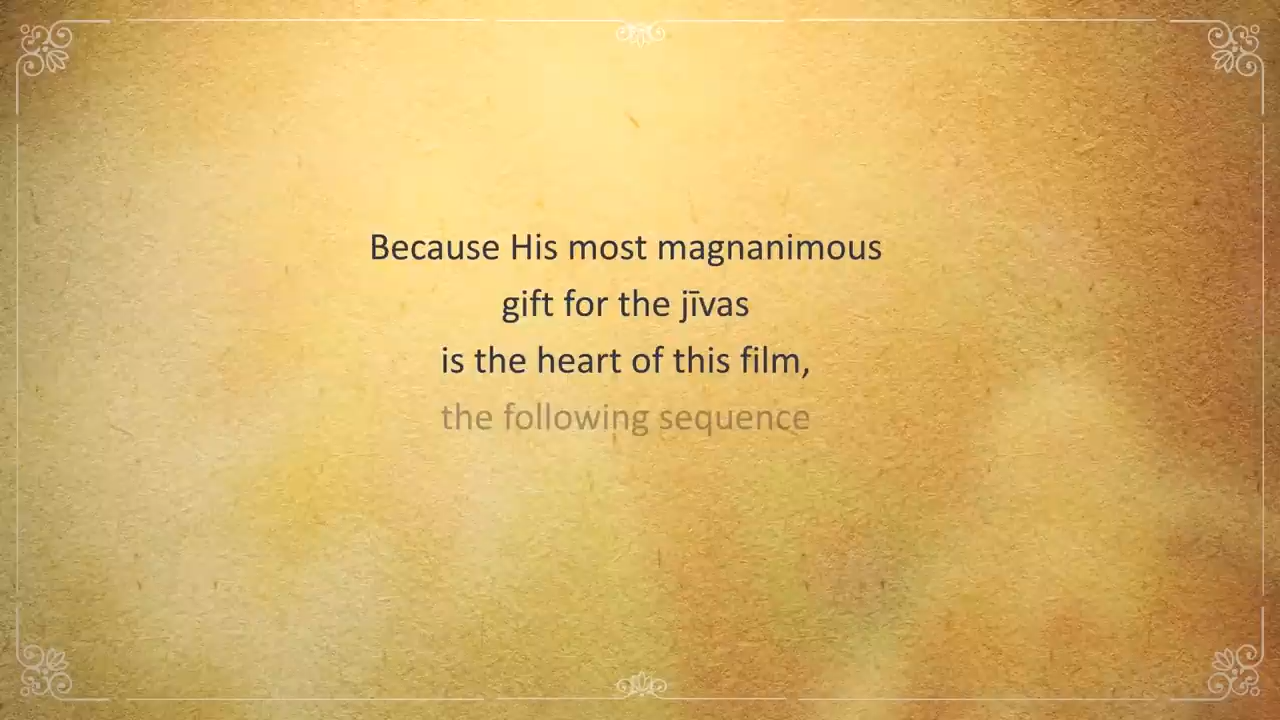 Because His most magnanimous
gift for the jīvas
is the heart of this film,
the following sequence